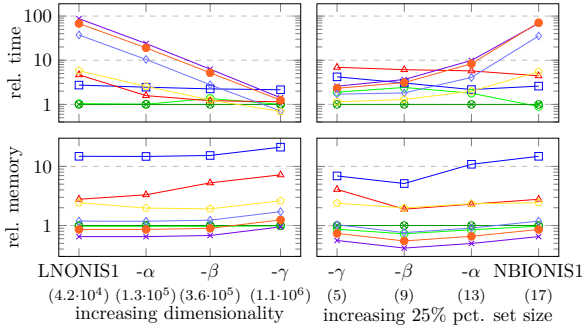 rel. time
100
10
1
rel. memory
10
1
LNONIS1 -α -β -γ -γ -β -α NBIONIS1
(4.2·10⁴) (1.3·10⁵) (3.6·10⁵) (1.1·10⁶) (5) (9) (13) (17)
increasing dimensionality increasing 25% pct. set size